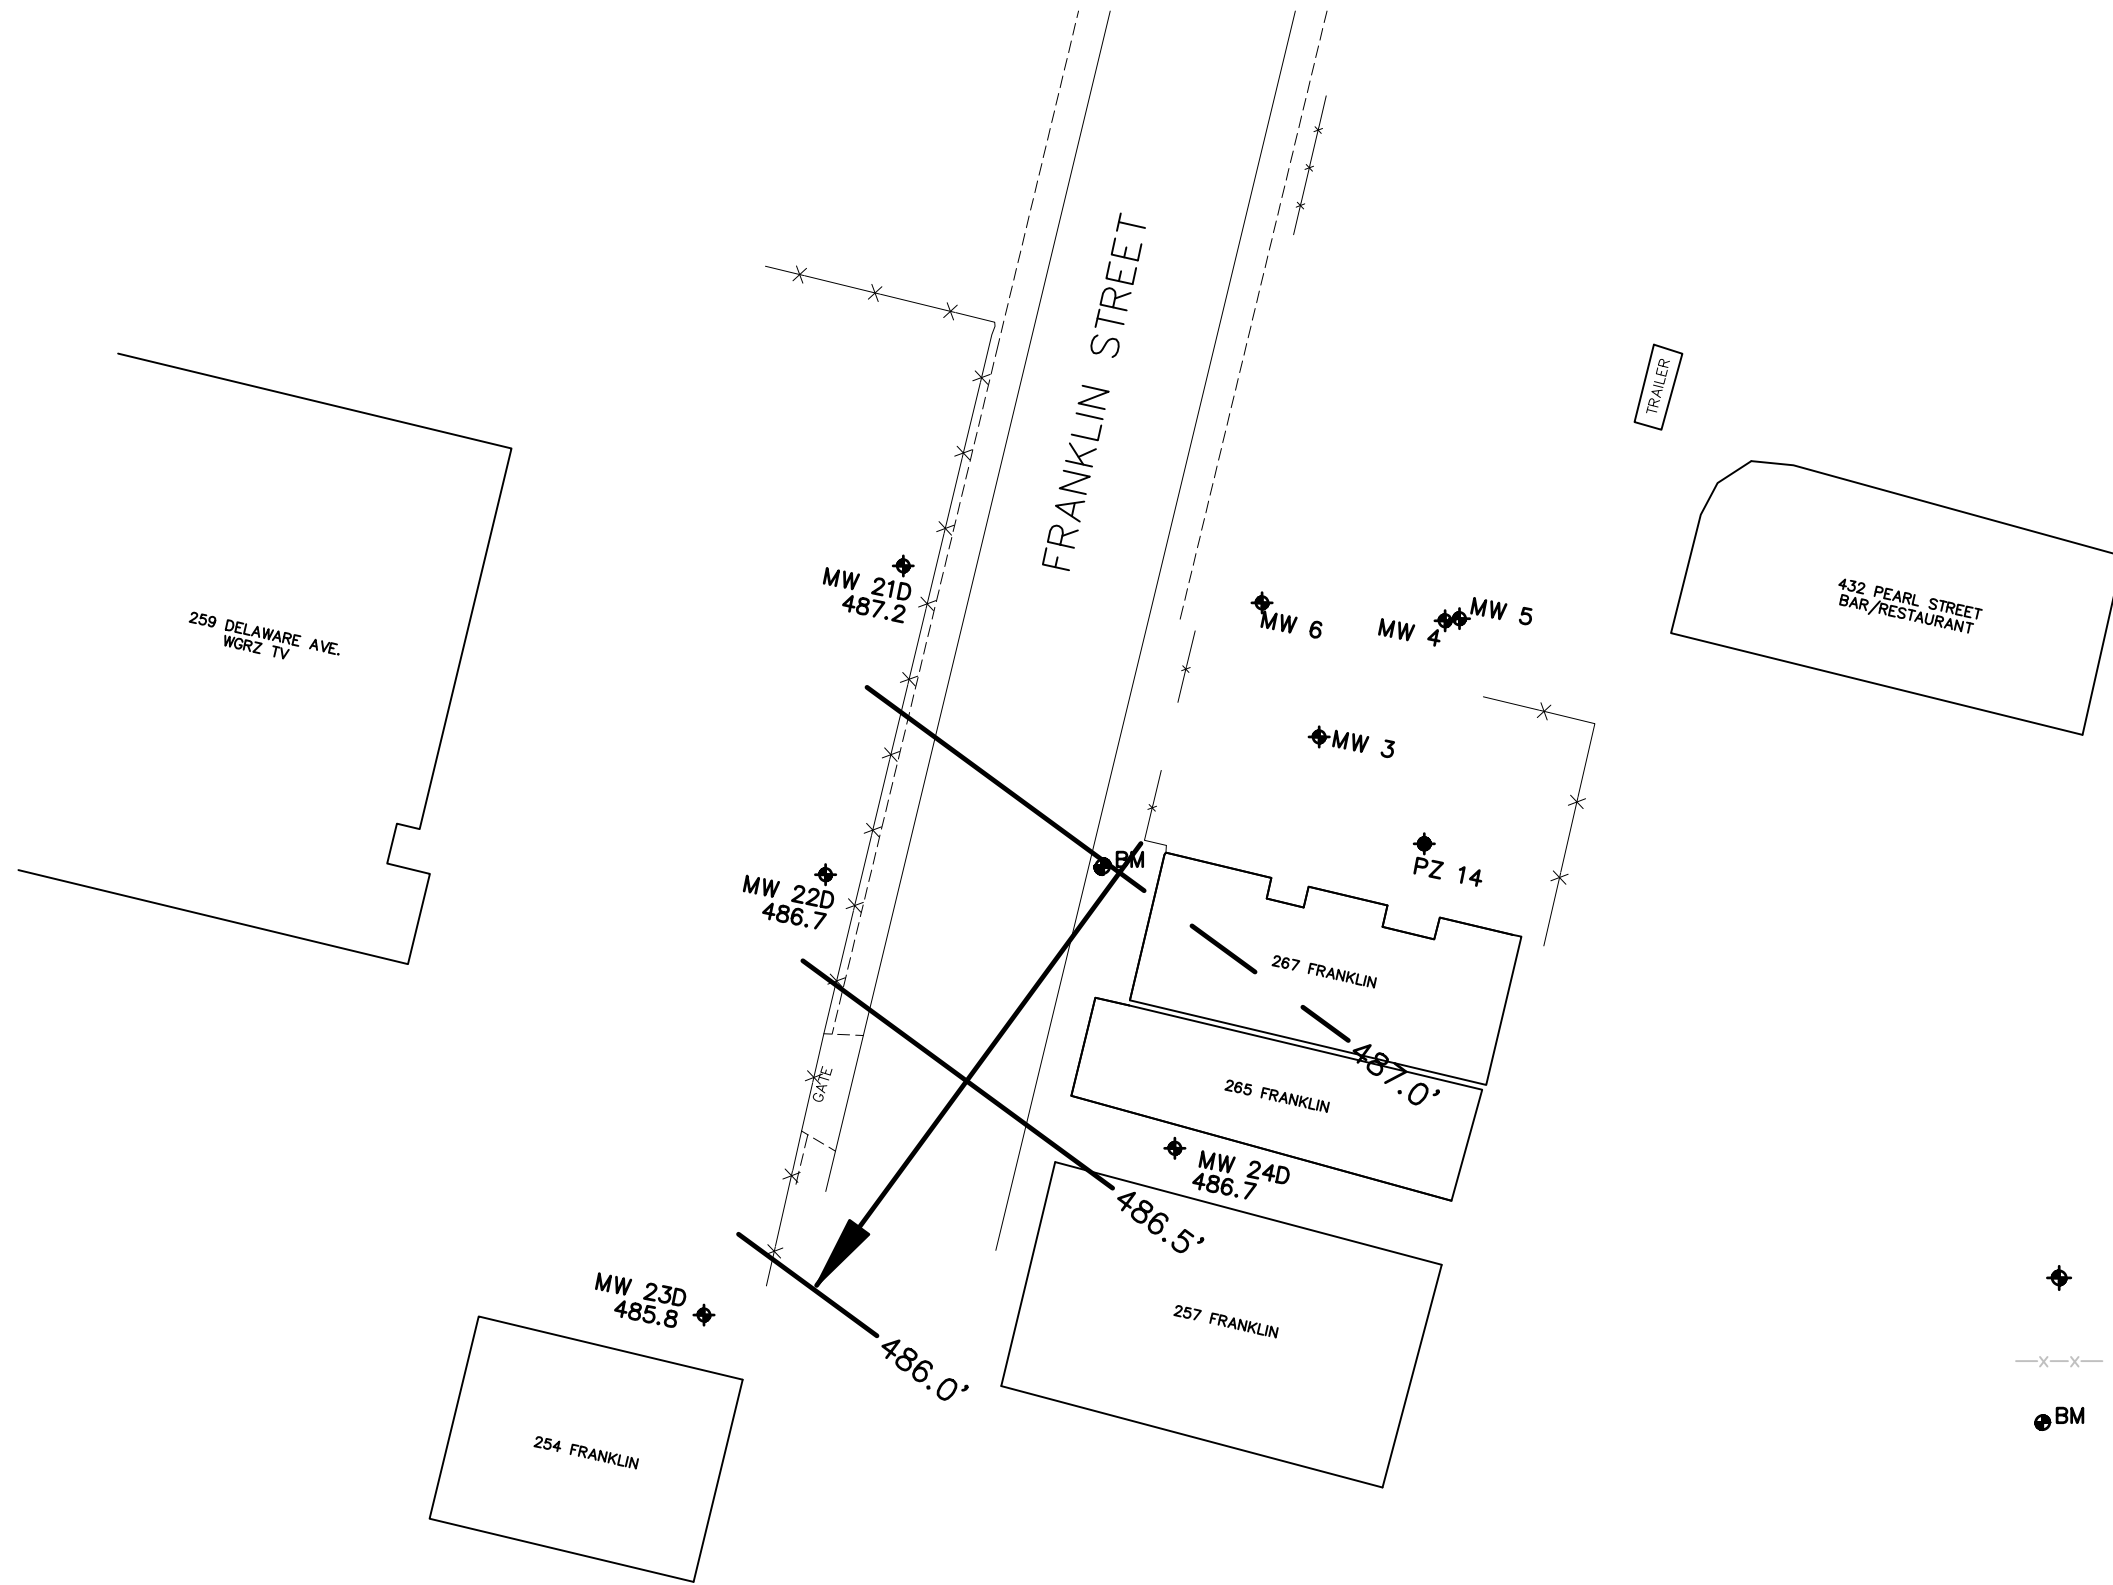 FRANKLIN STREET
TRAILER
432 PEARL STREET
BAR/RESTAURANT
259 DELAWARE AVE.
WGRZ TV
MW 21D
487.2
MW 6
MW 4
MW 5
MW 3
BM
PZ 14
MW 22D
486.7
267 FRANKLIN
487.0'
GATE
265 FRANKLIN
MW 24D
486.7
486.5'
MW 23D
485.8
257 FRANKLIN
486.0'
254 FRANKLIN
X X
BM